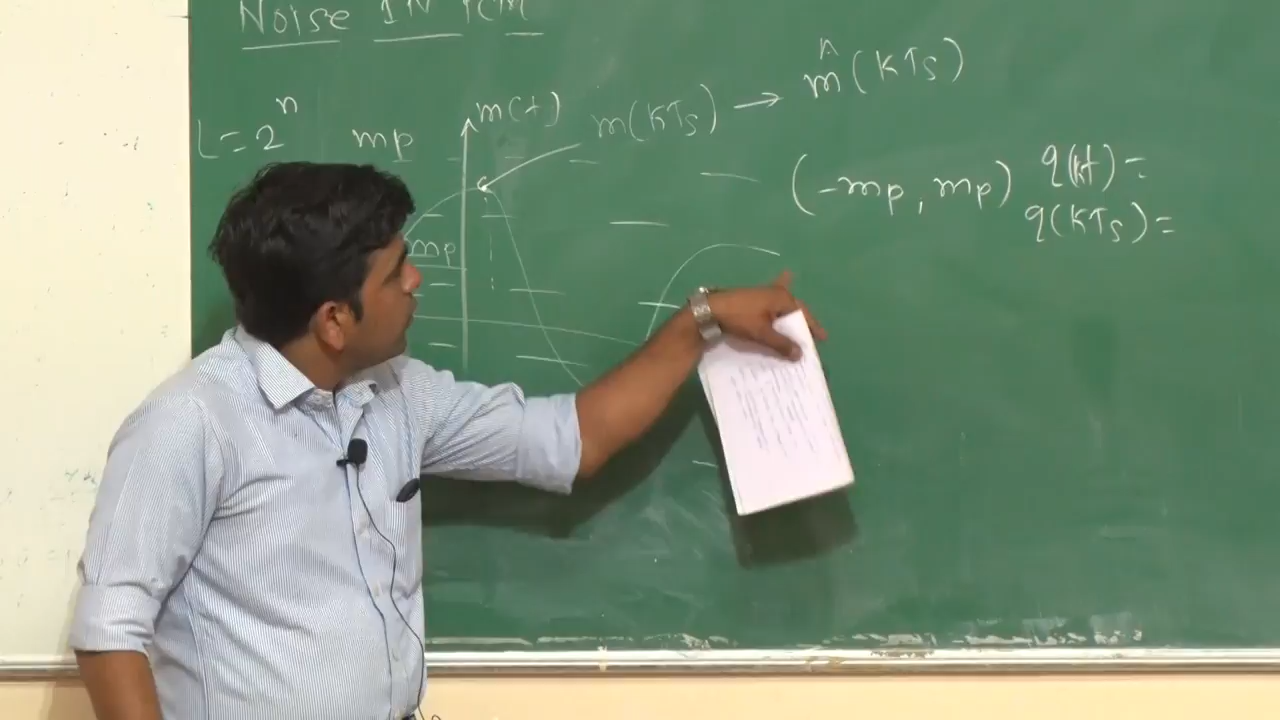 Noise IN PCM
L=2^n mp m(t) m(kTs) → m̂(kTs)
(-mp, mp) q(kt)=
q(kTs)=
mp